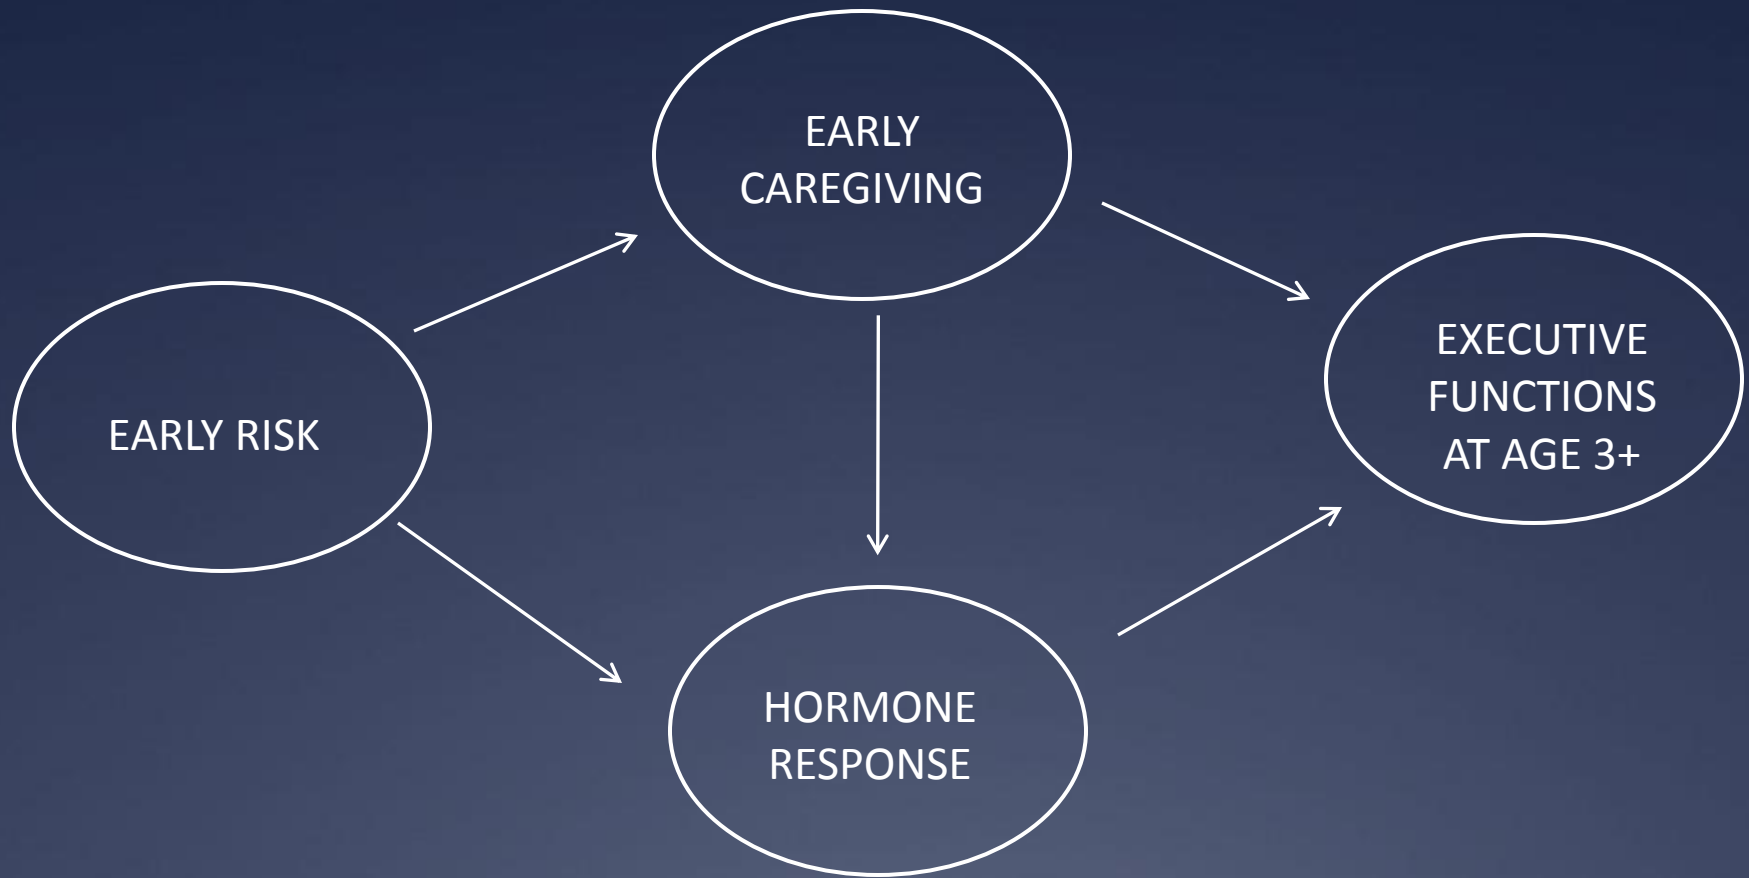 EARLY
CAREGIVING
EARLY RISK
EXECUTIVE
FUNCTIONS
AT AGE 3+
HORMONE
RESPONSE